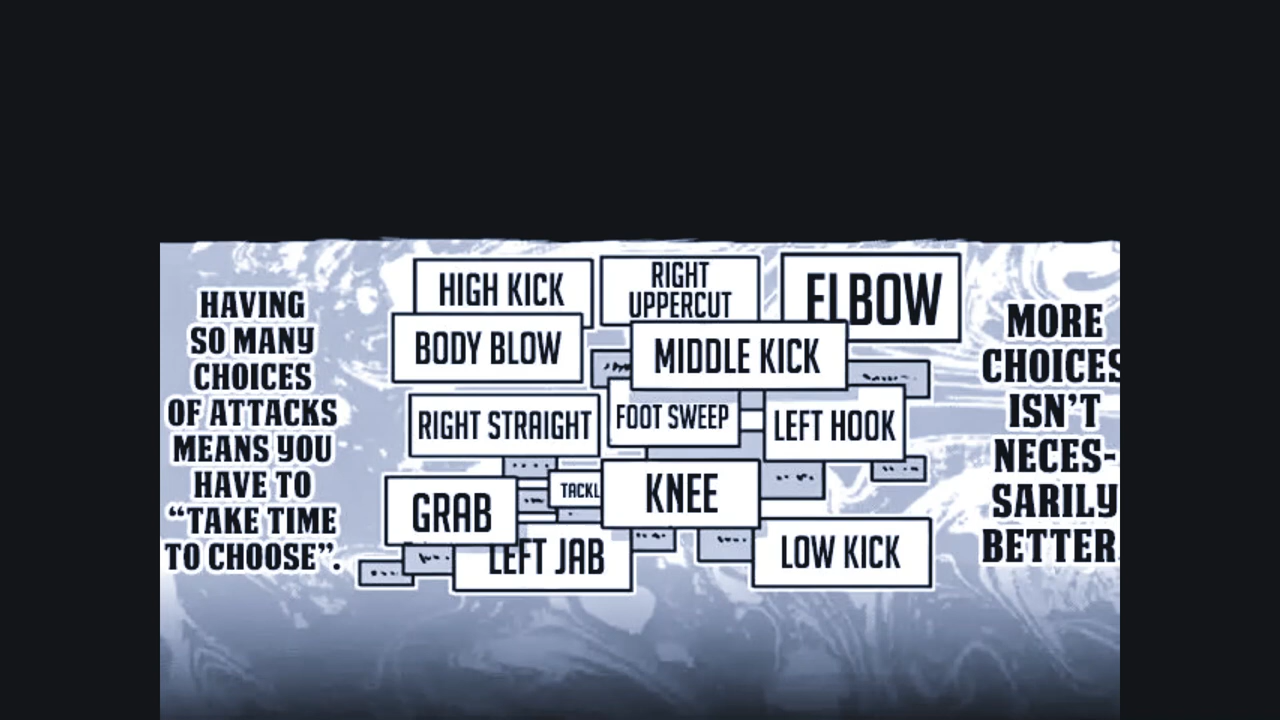 HAVING
SO MANY
CHOICES
OF ATTACKS
MEANS YOU
HAVE TO
“TAKE TIME
TO CHOOSE”.
HIGH KICK
RIGHT
UPPERCUT
ELBOW
BODY BLOW
MIDDLE KICK
RIGHT STRAIGHT
FOOT SWEEP
LEFT HOOK
GRAB
TACKL
KNEE
LEFT JAB
LOW KICK
MORE
CHOICES
ISN’T
NECES-
SARILY
BETTER